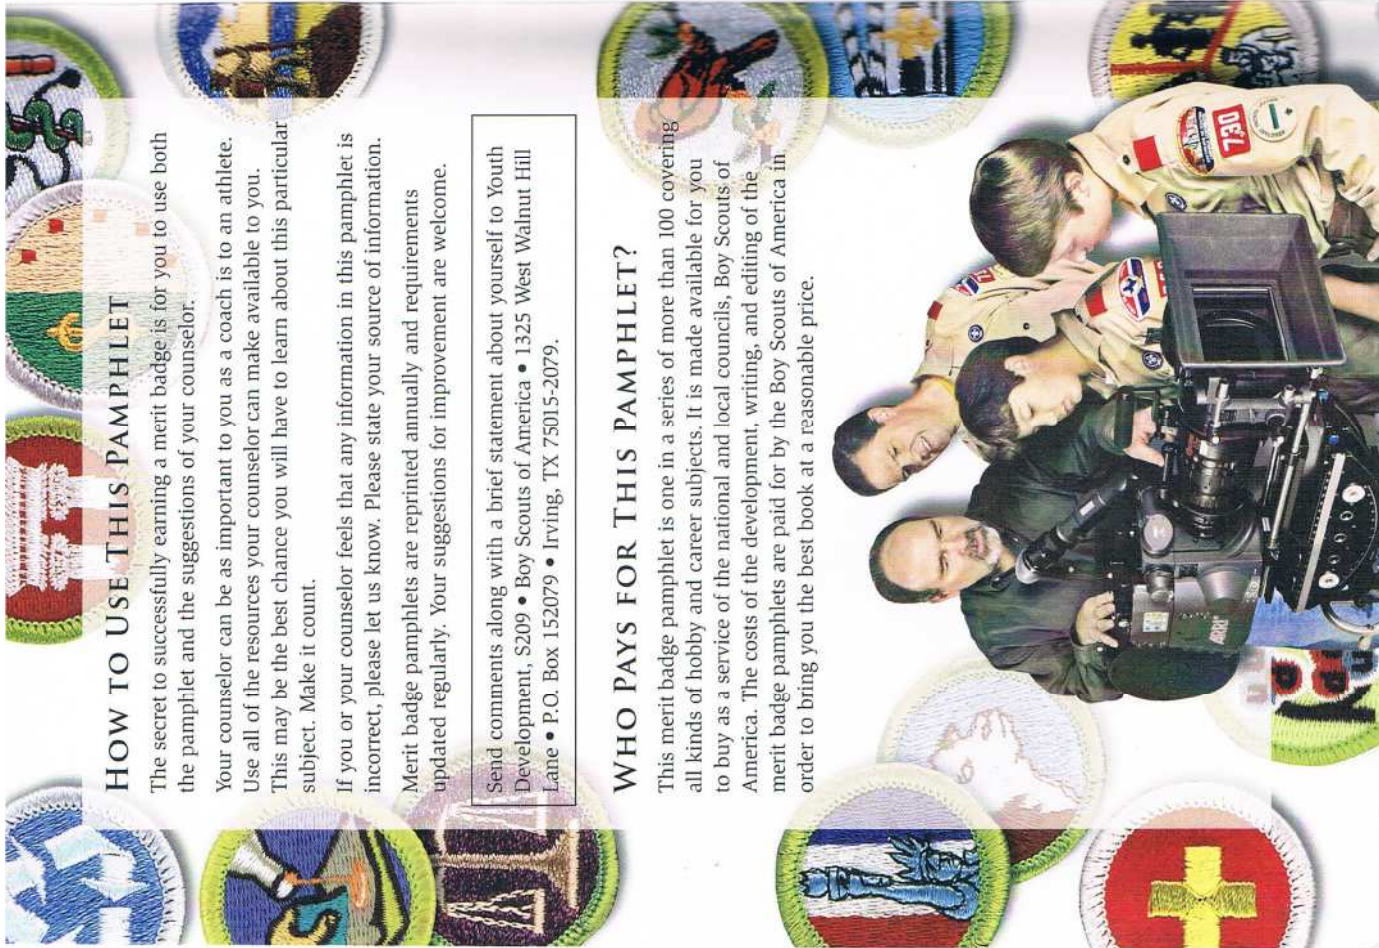 HOW TO USE THIS PAMPHLET
The secret to successfully earning a merit badge is for you to use both
the pamphlet and the suggestions of your counselor.
Your counselor can be as important to you as a coach is to an athlete.
Use all of the resources your counselor can make available to you.
This may be the best chance you will have to learn about this particular
subject. Make it count.
If you or your counselor feels that any information in this pamphlet is
incorrect, please let us know. Please state your source of information.
Merit badge pamphlets are reprinted annually and requirements
updated regularly. Your suggestions for improvement are welcome.
Send comments along with a brief statement about yourself to Youth
Development, S209 • Boy Scouts of America • 1325 West Walnut Hill
Lane • P.O. Box 152079 • Irving, TX 75015-2079.
WHO PAYS FOR THIS PAMPHLET?
This merit badge pamphlet is one in a series of more than 100 covering
all kinds of hobby and career subjects. It is made available for you
to buy as a service of the national and local councils, Boy Scouts of
America. The costs of the development, writing, and editing of the
merit badge pamphlets are paid for by the Boy Scouts of America in
order to bring you the best book at a reasonable price.
730
ARRI